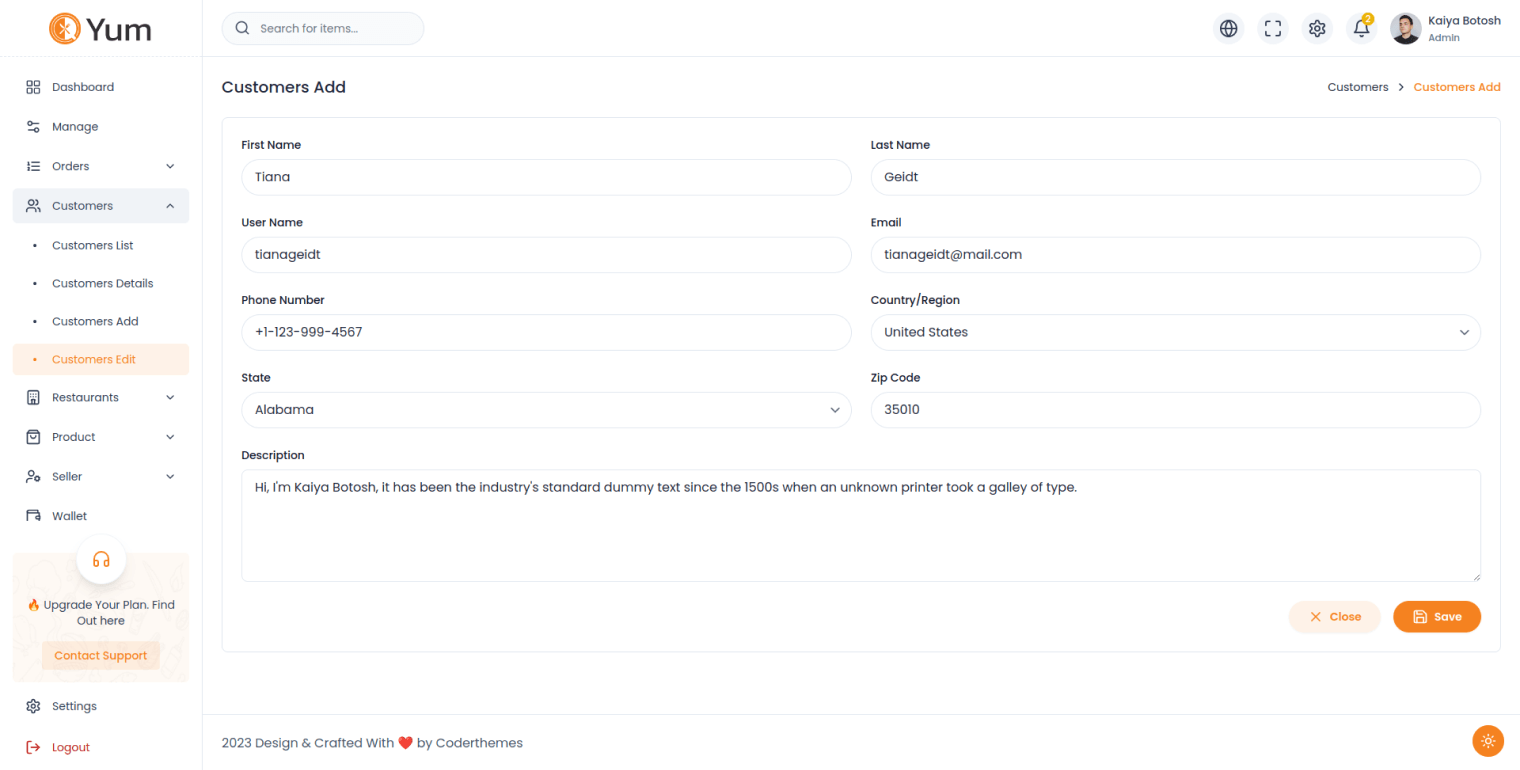 Yum
Search for items...
2
Kaiya Botosh
Admin
Dashboard
Manage
Orders
Customers
Customers List
Customers Details
Customers Add
Customers Edit
Restaurants
Product
Seller
Wallet
🔥 Upgrade Your Plan. Find
Out here
Contact Support
Settings
Logout
Customers Add
Customers > Customers Add
First Name
Tiana
Last Name
Geidt
User Name
tianageidt
Email
tianageidt@mail.com
Phone Number
+1-123-999-4567
Country/Region
United States
State
Alabama
Zip Code
35010
Description
Hi, I'm Kaiya Botosh, it has been the industry's standard dummy text since the 1500s when an unknown printer took a galley of type.
Close
Save
2023 Design & Crafted With ❤️ by Coderthemes